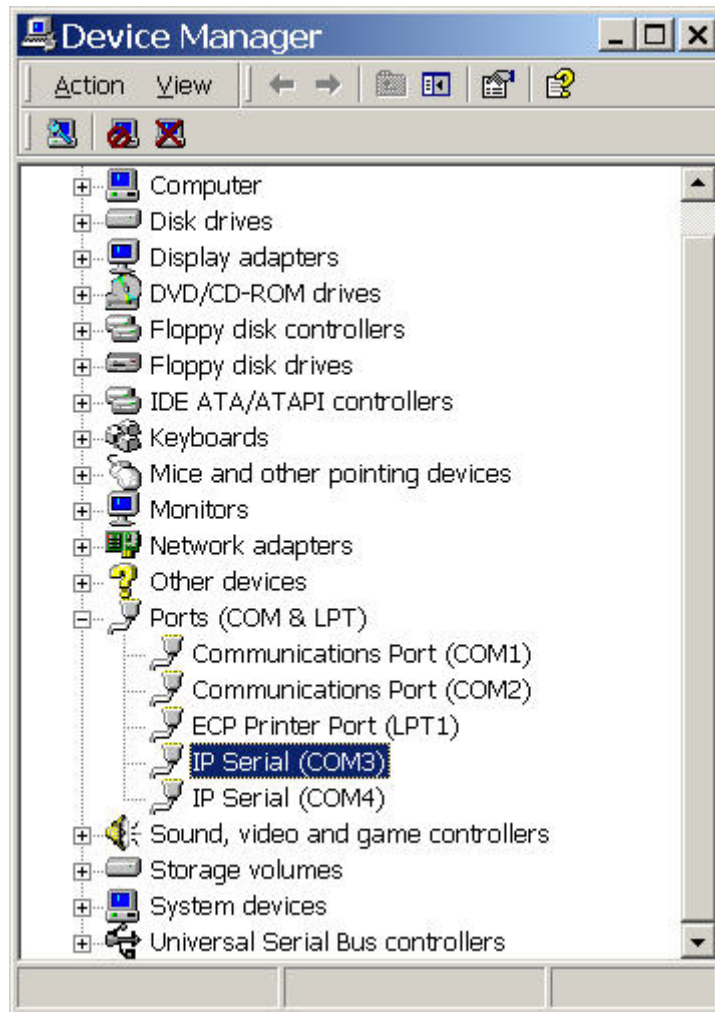 Device Manager
Action View
Computer
Disk drives
Display adapters
DVD/CD-ROM drives
Floppy disk controllers
Floppy disk drives
IDE ATA/ATAPI controllers
Keyboards
Mice and other pointing devices
Monitors
Network adapters
Other devices
Ports (COM & LPT)
Communications Port (COM1)
Communications Port (COM2)
ECP Printer Port (LPT1)
IP Serial (COM3)
IP Serial (COM4)
Sound, video and game controllers
Storage volumes
System devices
Universal Serial Bus controllers